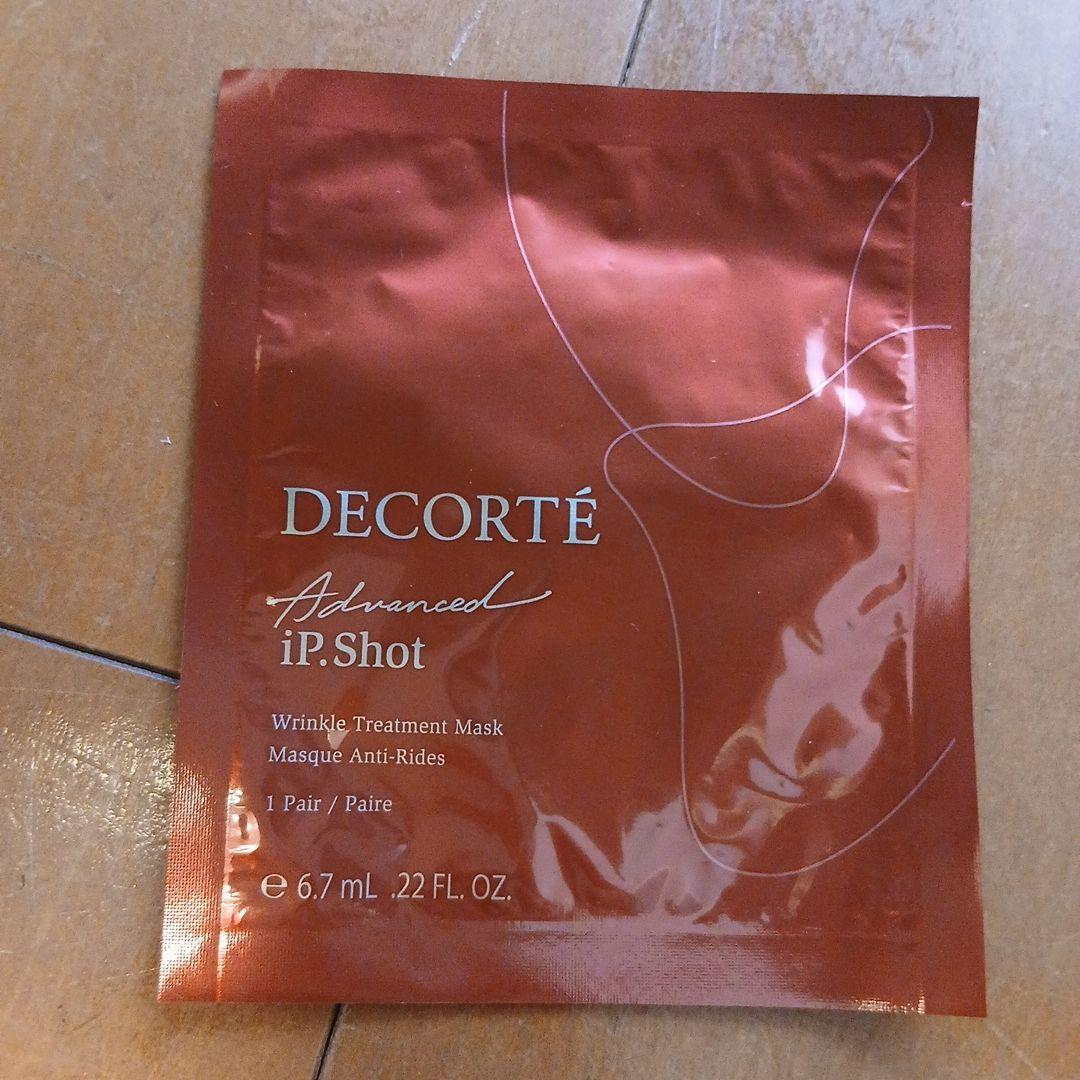 DECORTÉ
Advanced
iP.Shot
Wrinkle Treatment Mask
Masque Anti-Rides
1 Pair / Paire
℮ 6.7 mL .22 FL. OZ.